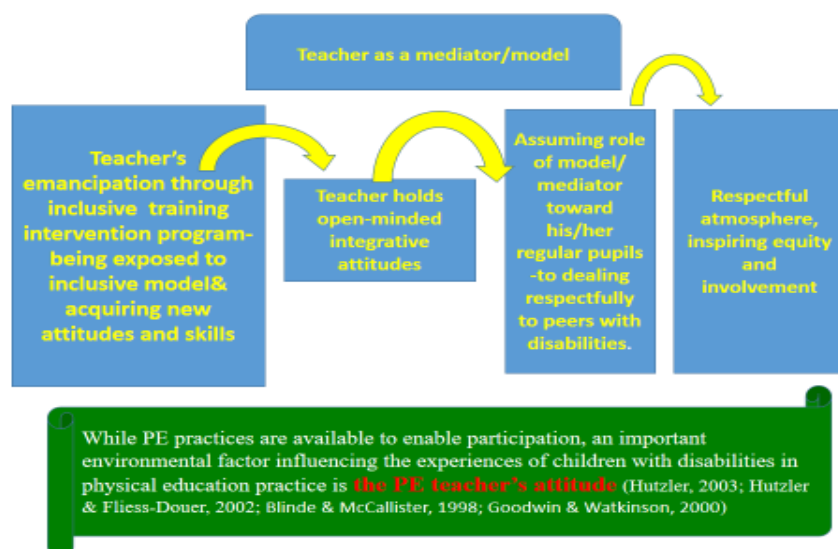 Teacher as a mediator/model
Teacher’s
emancipation through
inclusive training
intervention program-
being exposed to
inclusive model&
acquiring new
attitudes and skills
Teacher holds
open-minded
integrative
attitudes
Assuming role
of model/
mediator
toward
his/her
regular pupils
-to dealing
respectfully
to peers with
disabilities.
Respectful
atmosphere,
inspiring equity
and
involvement
While PE practices are available to enable participation, an important
environmental factor influencing the experiences of children with disabilities in
physical education practice is the PE teacher’s attitude (Hutzler, 2003; Hutzler
& Fliess-Douer, 2002; Blinde & McCallister, 1998; Goodwin & Watkinson, 2000)